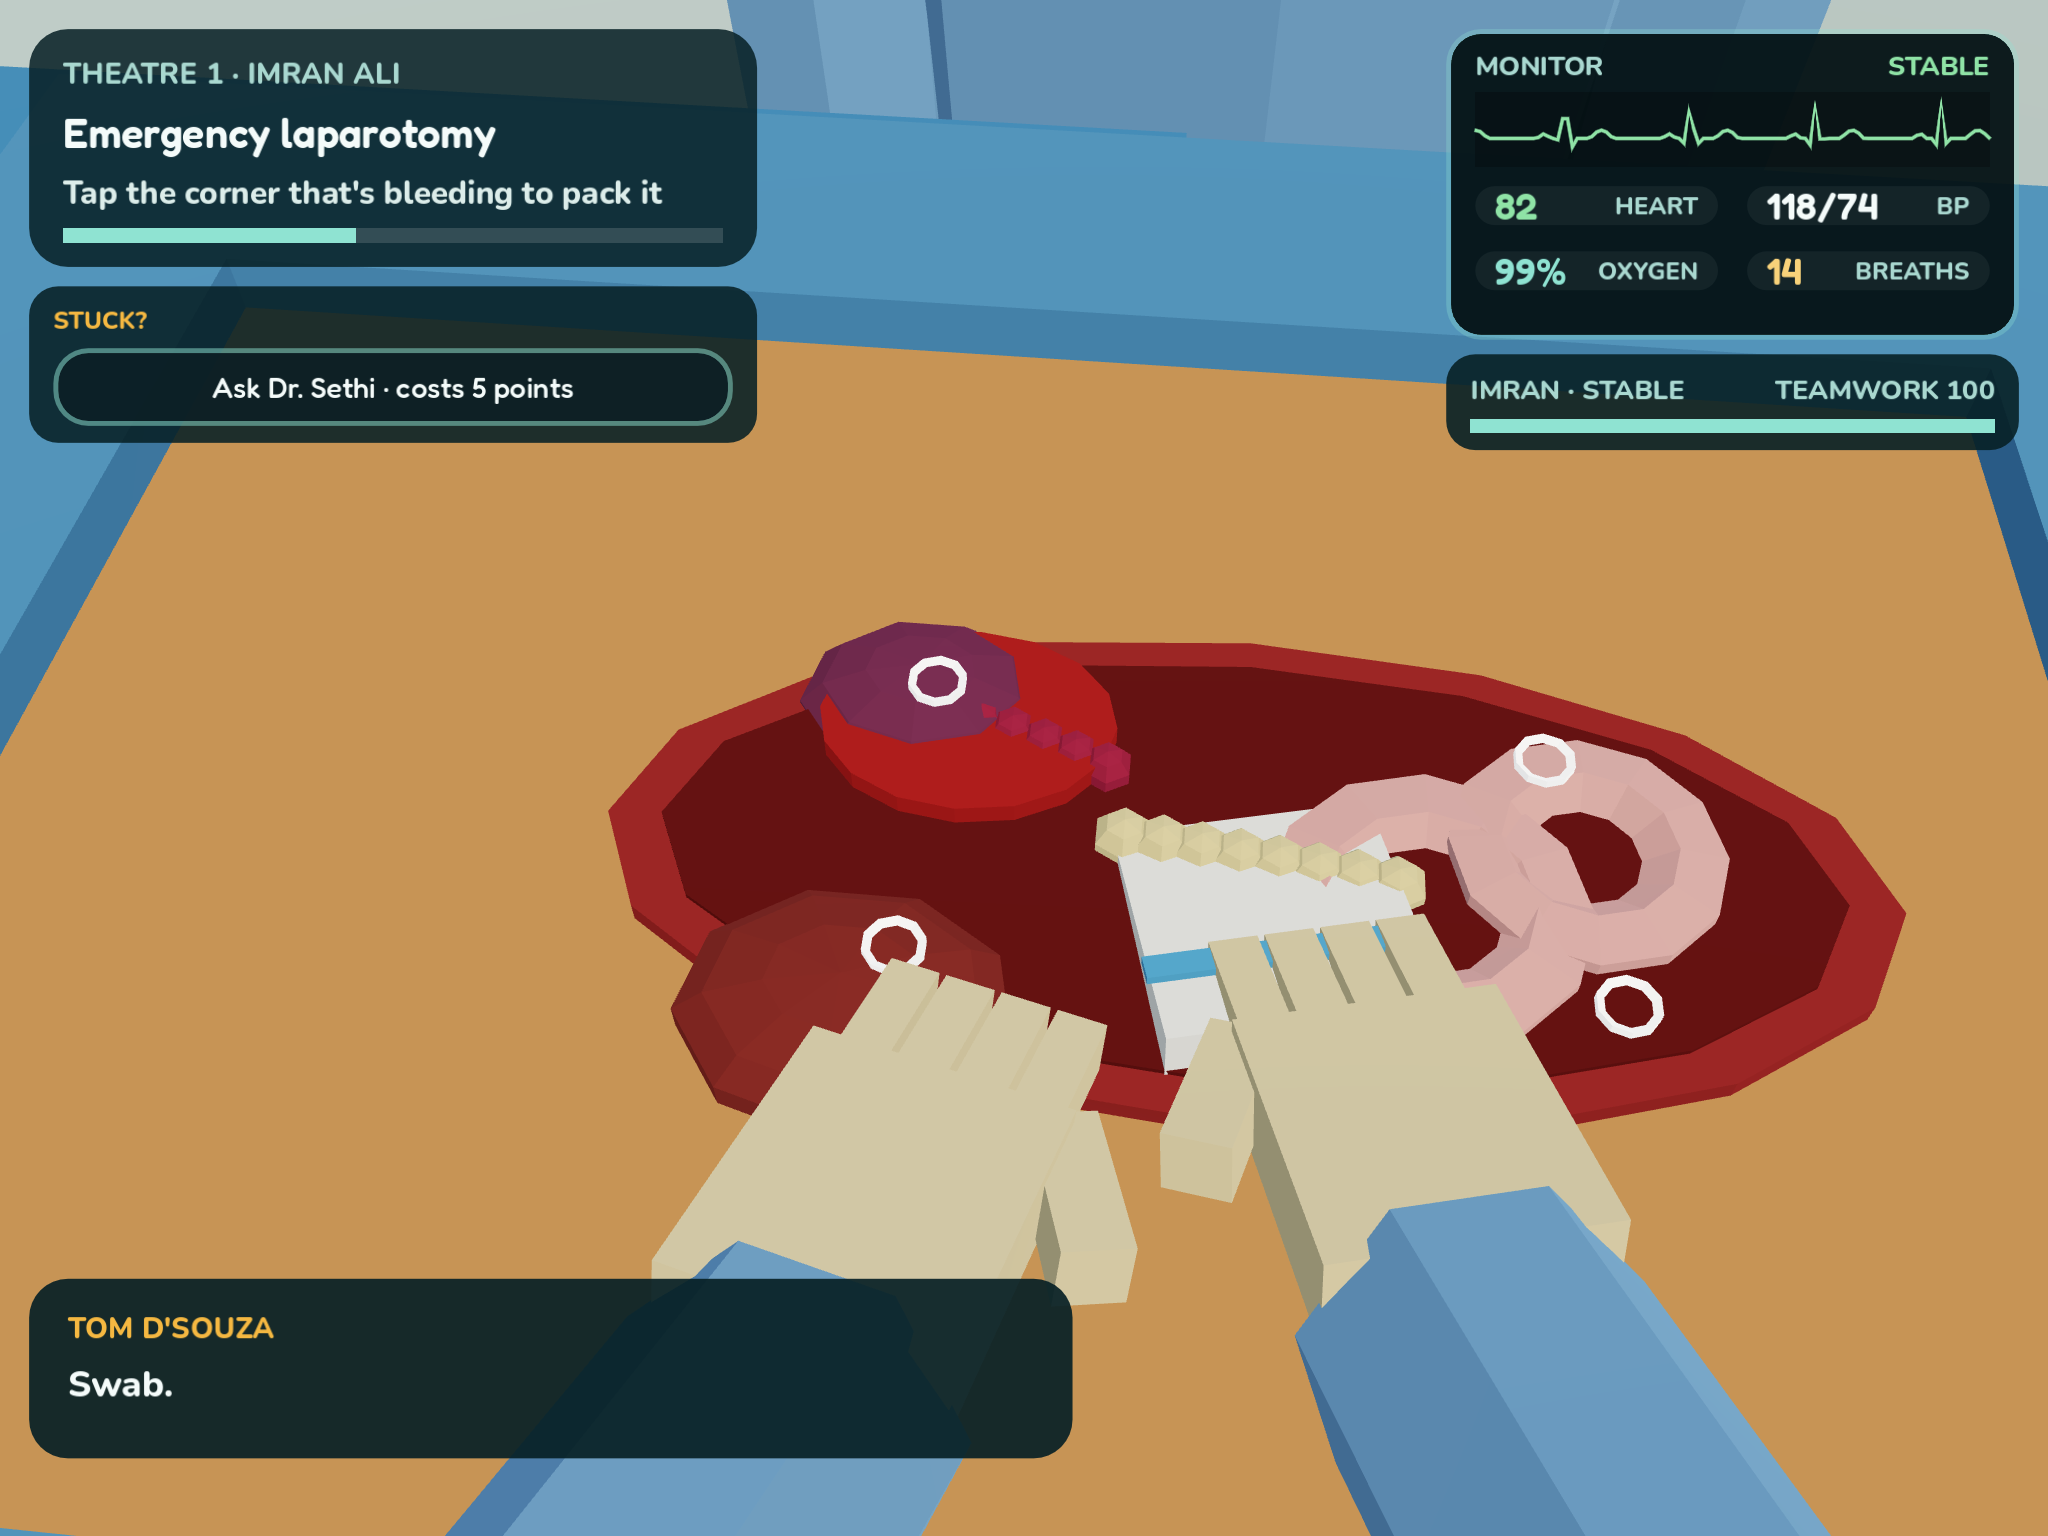 THEATRE 1 · IMRAN ALI
Emergency laparotomy
Tap the corner that's bleeding to pack it
STUCK?
Ask Dr. Sethi · costs 5 points
MONITOR STABLE
82 HEART 118/74 BP
99% OXYGEN 14 BREATHS
IMRAN · STABLE TEAMWORK 100
TOM D'SOUZA
Swab.